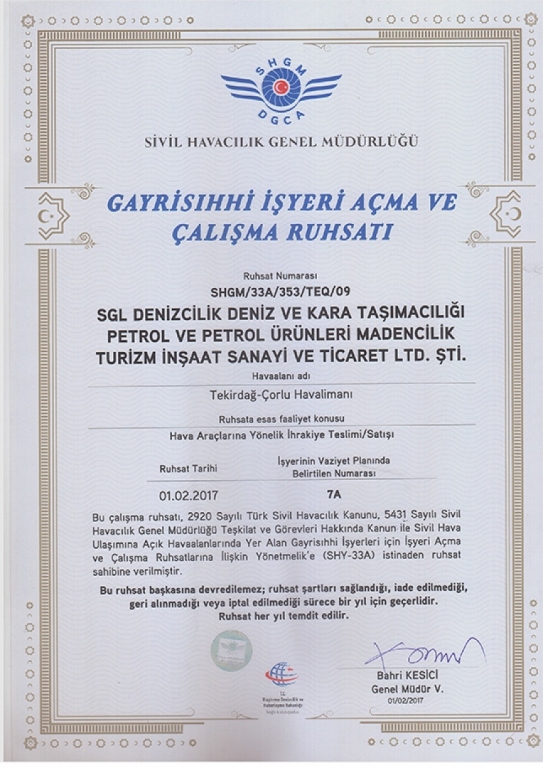 SHGM
DGCA
SİVİL HAVACILIK GENEL MÜDÜRLÜĞÜ
GAYRİSIHHİ İŞYERİ AÇMA VE
ÇALIŞMA RUHSATI
Ruhsat Numarası
SHGM/33A/353/TEQ/09
SGL DENİZCİLİK DENİZ VE KARA TAŞIMACILIĞI
PETROL VE PETROL ÜRÜNLERİ MADENCİLİK
TURİZM İNŞAAT SANAYİ VE TİCARET LTD. ŞTİ.
Havaalanı adı
Tekirdağ-Çorlu Havalimanı
Ruhsata esas faaliyet konusu
Hava Araçlarına Yönelik İhrakiye Teslimi/Satışı
Ruhsat Tarihi
İşyerinin Vaziyet Planında
Belirtilen Numarası
01.02.2017
7A
Bu çalışma ruhsatı, 2920 Sayılı Türk Sivil Havacılık Kanunu, 5431 Sayılı Sivil
Havacılık Genel Müdürlüğü Teşkilat ve Görevleri Hakkında Kanun ile Sivil Hava
Ulaşımına Açık Havaalanlarında Yer Alan Gayrısıhhi İşyerleri için İşyeri Açma
ve Çalışma Ruhsatlarına İlişkin Yönetmelik'e (SHY-33A) istinaden ruhsat
sahibine verilmiştir.
Bu ruhsat başkasına devredilemez; ruhsat şartları sağlandığı, iade edilmediği,
geri alınmadığı veya iptal edilmediği sürece bir yıl için geçerlidir.
Ruhsat her yıl temdit edilir.
T.C.
Ulaştırma Denizcilik ve
Haberleşme Bakanlığı
Bahri KESİCİ
Genel Müdür V.
01/02/2017